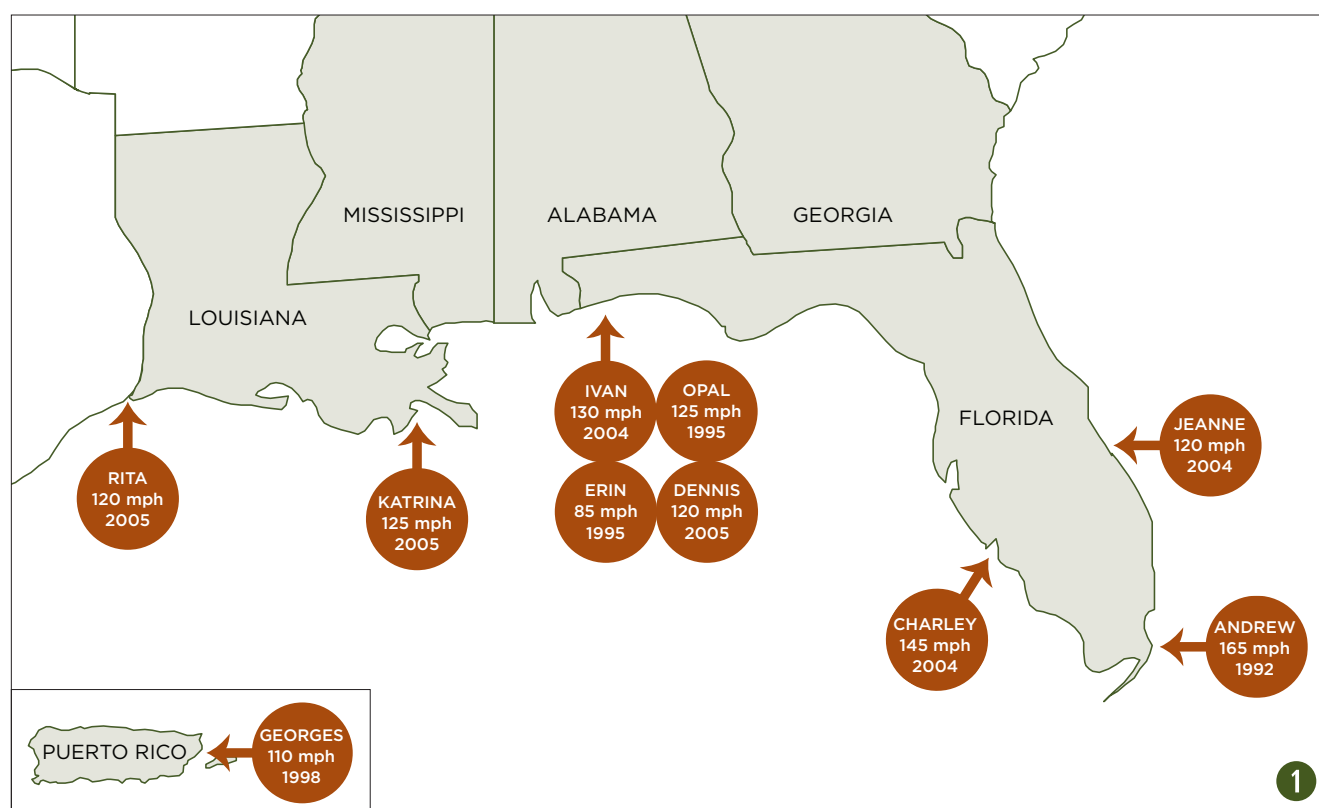 MISSISSIPPI
ALABAMA
GEORGIA
LOUISIANA
FLORIDA
IVAN
130 mph
2004
OPAL
125 mph
1995
JEANNE
120 mph
2004
RITA
120 mph
2005
KATRINA
125 mph
2005
ERIN
85 mph
1995
DENNIS
120 mph
2005
CHARLEY
145 mph
2004
ANDREW
165 mph
1992
PUERTO RICO
GEORGES
110 mph
1998
1